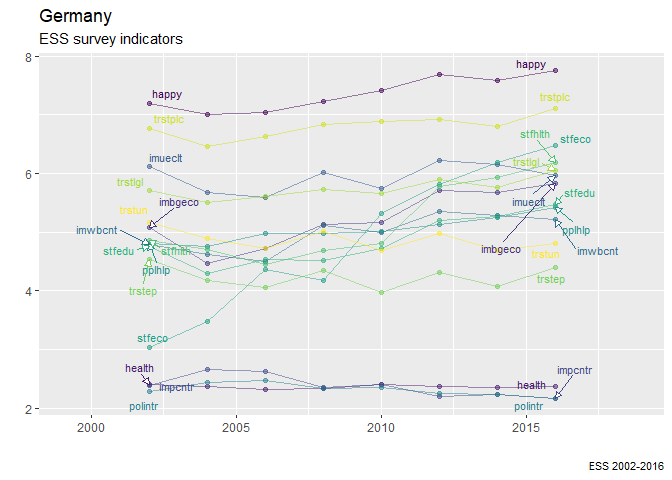 Germany
ESS survey indicators
8
happy
happy
trstplc
trstplc
stfhlth
stfeco
6
imueclt
trstlgl
trstlgl
imueclt
stfedu
trstun
imbgeco
imwbcnt
pplhlp
stfedu
stfhlth
imbgeco
imwbcnt
trstun
pplhlp
trstep
trstep
4
stfeco
health
impcntr
impcntr
health
polintr
polintr
2
2000
2005
2010
2015
ESS 2002-2016